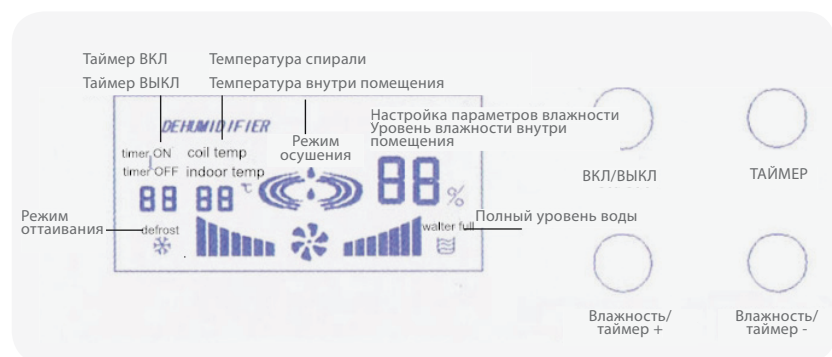 Таймер ВКЛ
Температура спирали
Таймер ВЫКЛ
Температура внутри помещения
DEHUMIDIFIER
Настройка параметров влажности
Уровень влажности внутри
помещения
Режим
осушения
timer ON
coil temp
timer OFF
indoor temp
88
88
°C
88
%
ВКЛ/ВЫКЛ
ТАЙМЕР
Режим
оттаивания
defrost
walter full
Полный уровень воды
Влажность/
таймер +
Влажность/
таймер -